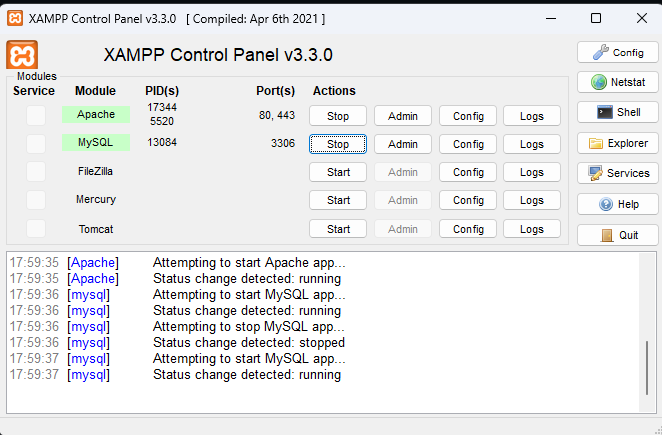 XAMPP Control Panel v3.3.0 [ Compiled: Apr 6th 2021 ]
XAMPP Control Panel v3.3.0
Config
Modules
Service Module PID(s) Port(s) Actions
Netstat
Apache 17344 5520 80, 443 Stop Admin Config Logs
Shell
MySQL 13084 3306 Stop Admin Config Logs
Explorer
FileZilla Start Admin Config Logs
Services
Mercury Start Admin Config Logs
Help
Tomcat Start Admin Config Logs
Quit
17:59:35 [Apache] Attempting to start Apache app...
17:59:35 [Apache] Status change detected: running
17:59:36 [mysql] Attempting to start MySQL app...
17:59:36 [mysql] Status change detected: running
17:59:36 [mysql] Attempting to stop MySQL app...
17:59:36 [mysql] Status change detected: stopped
17:59:37 [mysql] Attempting to start MySQL app...
17:59:37 [mysql] Status change detected: running